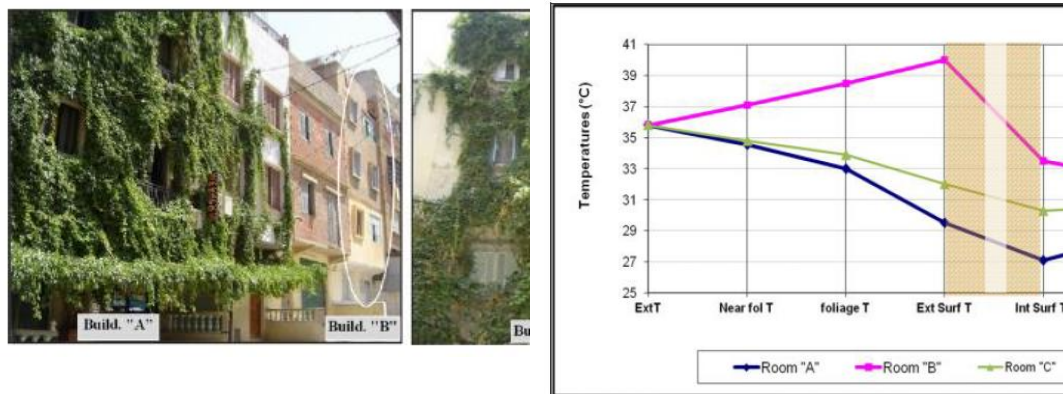 Build. "A"
Build. "B"
Bu
Temperatures (°C)
41
39
37
35
33
31
29
27
25
ExtT
Near fol T
foliage T
Ext Surf T
Int Surf T
Room "A"
Room "B"
Room "C"